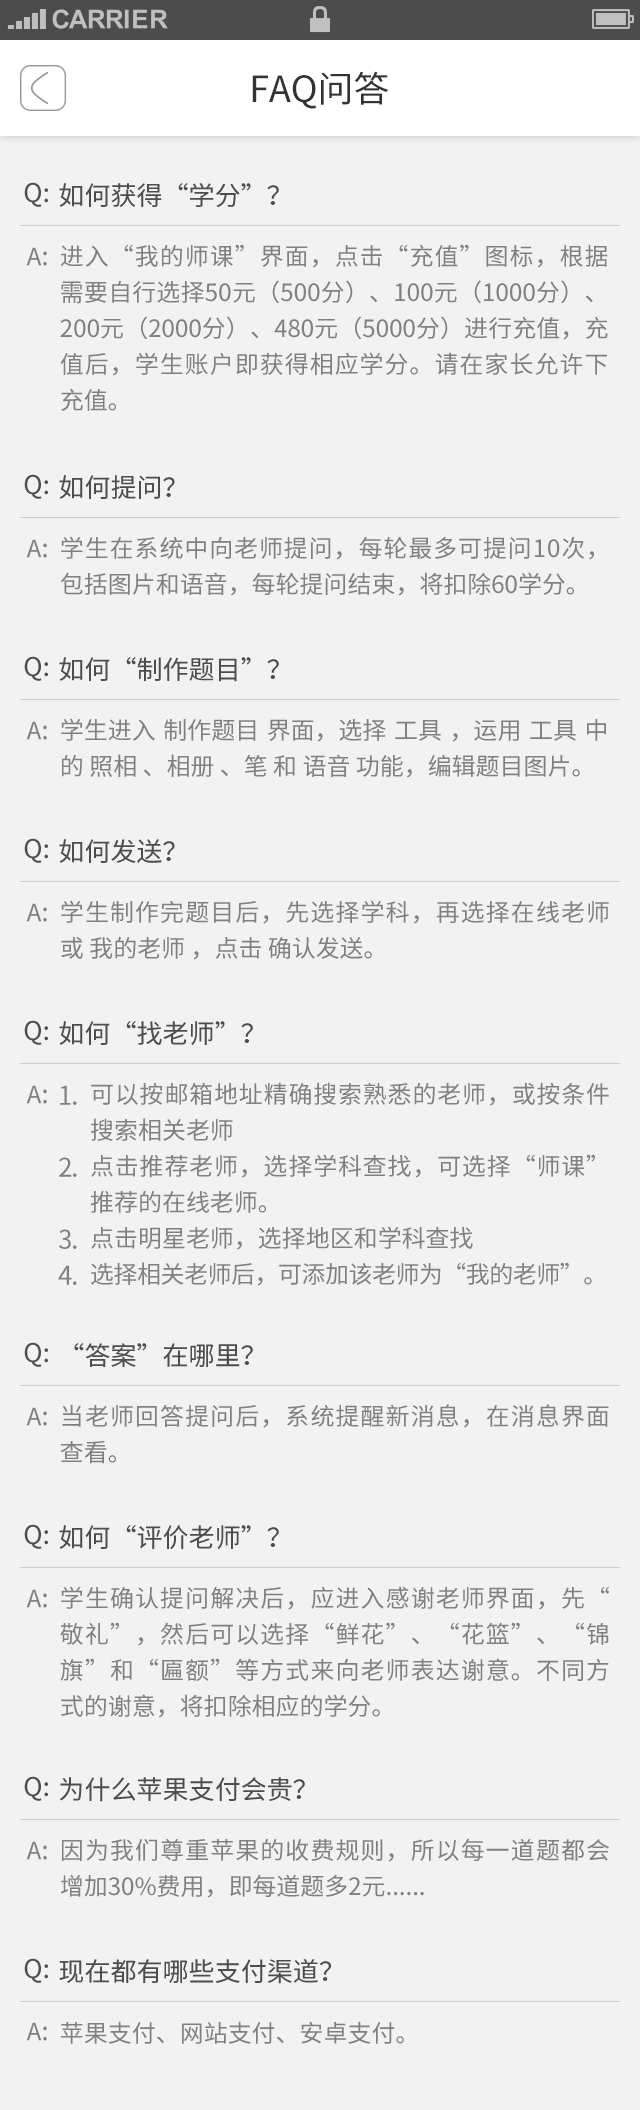 CARRIER
FAQ问答
Q: 如何获得“学分”？
A: 进入“我的师课”界面，点击“充值”图标，根据
需要自行选择50元（500分）、100元（1000分）、
200元（2000分）、480元（5000分）进行充值，充
值后，学生账户即获得相应学分。请在家长允许下
充值。
Q: 如何提问？
A: 学生在系统中向老师提问，每轮最多可提问10次，
包括图片和语音，每轮提问结束，将扣除60学分。
Q: 如何“制作题目”？
A: 学生进入 制作题目 界面，选择 工具 ，运用 工具 中
的 照相 、相册 、笔 和 语音 功能，编辑题目图片。
Q: 如何发送？
A: 学生制作完题目后，先选择学科，再选择在线老师
或 我的老师 ，点击 确认发送。
Q: 如何“找老师”？
A: 1. 可以按邮箱地址精确搜索熟悉的老师，或按条件
搜索相关老师
2. 点击推荐老师，选择学科查找，可选择“师课”
推荐的在线老师。
3. 点击明星老师，选择地区和学科查找
4. 选择相关老师后，可添加该老师为“我的老师”。
Q: “答案”在哪里？
A: 当老师回答提问后，系统提醒新消息，在消息界面
查看。
Q: 如何“评价老师”？
A: 学生确认提问解决后，应进入感谢老师界面，先“
敬礼”，然后可以选择“鲜花”、“花篮”、“锦
旗”和“匾额”等方式来向老师表达谢意。不同方
式的谢意，将扣除相应的学分。
Q: 为什么苹果支付会贵？
A: 因为我们尊重苹果的收费规则，所以每一道题都会
增加30%费用，即每道题多2元......
Q: 现在都有哪些支付渠道？
A: 苹果支付、网站支付、安卓支付。